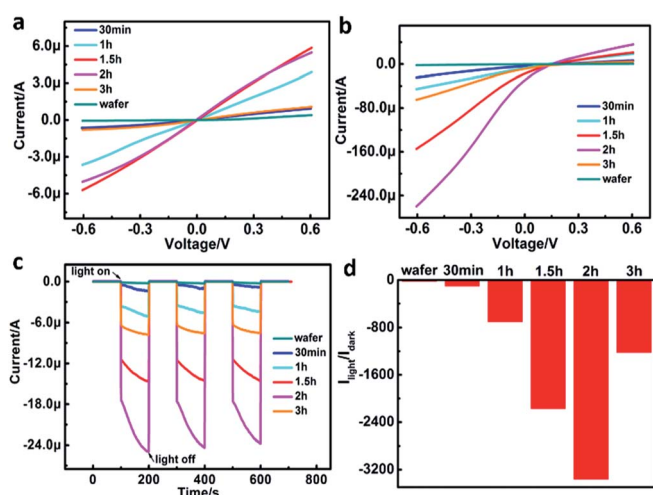 a
30min
1h
1.5h
2h
3h
wafer
6.0μ
3.0μ
0.0
-3.0μ
-6.0μ
Current/A
-0.6 -0.3 0.0 0.3 0.6
Voltage/V
b
0.0
-80.0μ
-160.0μ
-240.0μ
Current/A
30min
1h
1.5h
2h
3h
wafer
-0.6 -0.3 0.0 0.3 0.6
Voltage/V
c
light on
0.0
-6.0μ
-12.0μ
-18.0μ
-24.0μ
Current/A
wafer
30min
1h
1.5h
2h
3h
light off
0 200 400 600 800
Time/s
d
wafer 30min 1h 1.5h 2h 3h
0
-800
-1600
-2400
-3200
Ilight/Idark